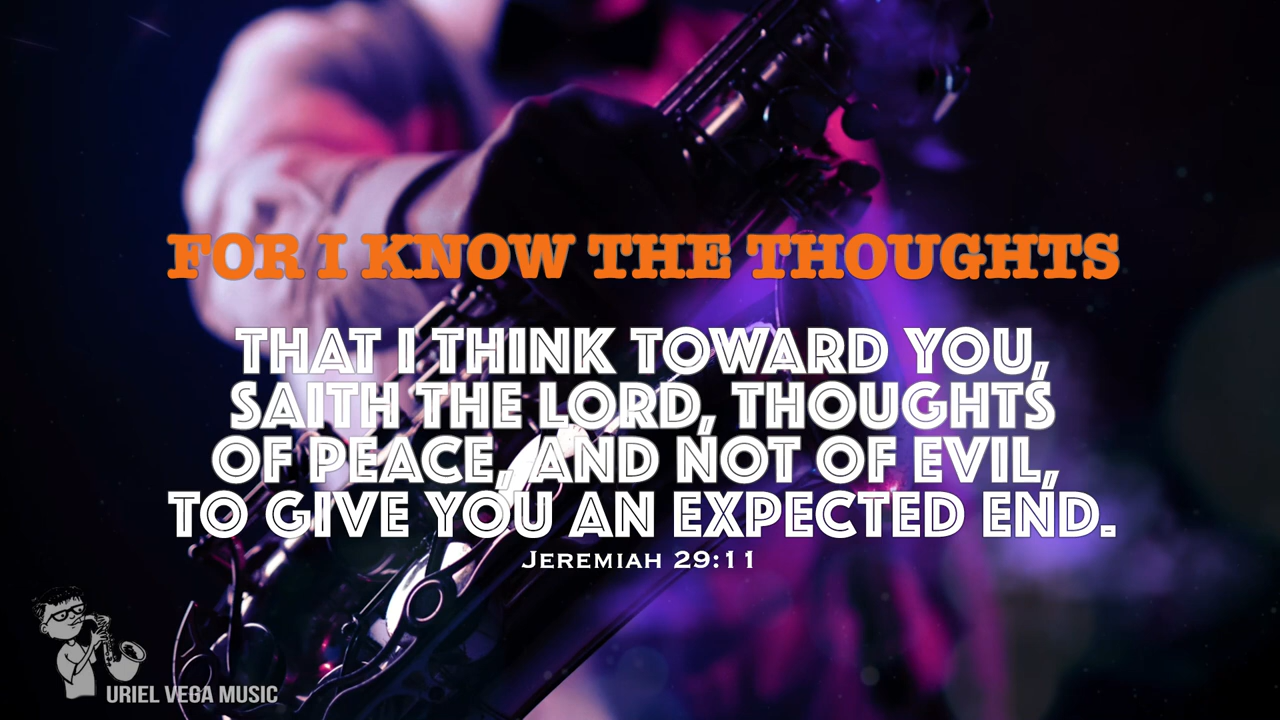 FOR I KNOW THE THOUGHTS
THAT I THINK TOWARD YOU,
SAITH THE LORD, THOUGHTS
OF PEACE, AND NOT OF EVIL,
TO GIVE YOU AN EXPECTED END.
JEREMIAH 29:11
URIEL VEGA MUSIC